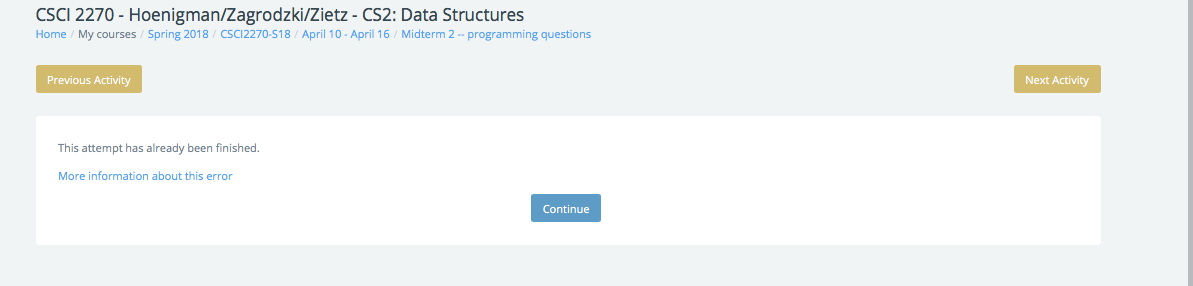 CSCI 2270 - Hoenigman/Zagrodzki/Zietz - CS2: Data Structures
Home / My courses / Spring 2018 / CSCI2270-S18 / April 10 - April 16 / Midterm 2 -- programming questions
Previous Activity
Next Activity
This attempt has already been finished.
More information about this error
Continue